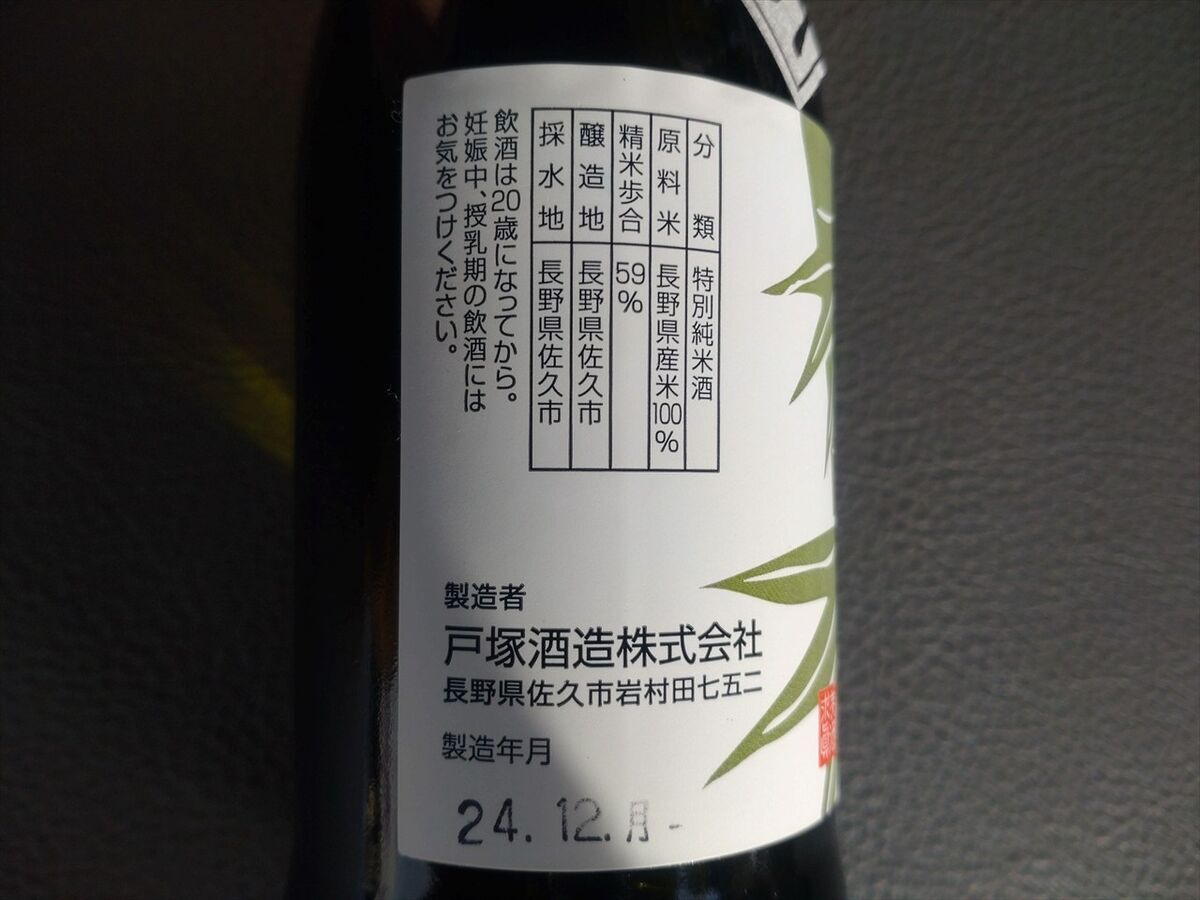 分類 特別純米酒
原料米 長野県産米100%
精米歩合 59%
醸造地 長野県佐久市
採水地 長野県佐久市
飲酒は20歳になってから。
妊娠中、授乳期の飲酒には
お気をつけください。
製造者
戸塚酒造株式会社
長野県佐久市岩村田七五二
製造年月
24.12.月